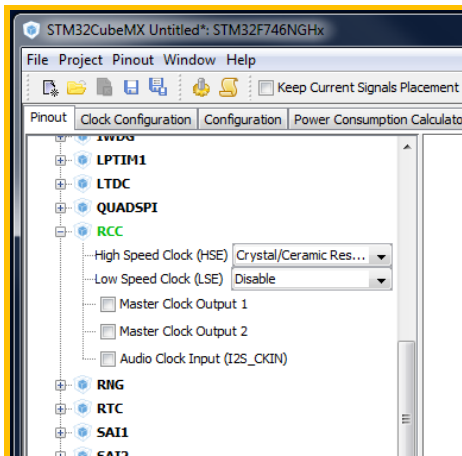 STM32CubeMX Untitled*: STM32F746NGHx
File Project Pinout Window Help
Keep Current Signals Placement
Pinout Clock Configuration Configuration Power Consumption Calculato
IWDG
LPTIM1
LTDC
QUADSPI
RCC
High Speed Clock (HSE) Crystal/Ceramic Res...
Low Speed Clock (LSE) Disable
Master Clock Output 1
Master Clock Output 2
Audio Clock Input (I2S_CKIN)
RNG
RTC
SAI1
SAI2